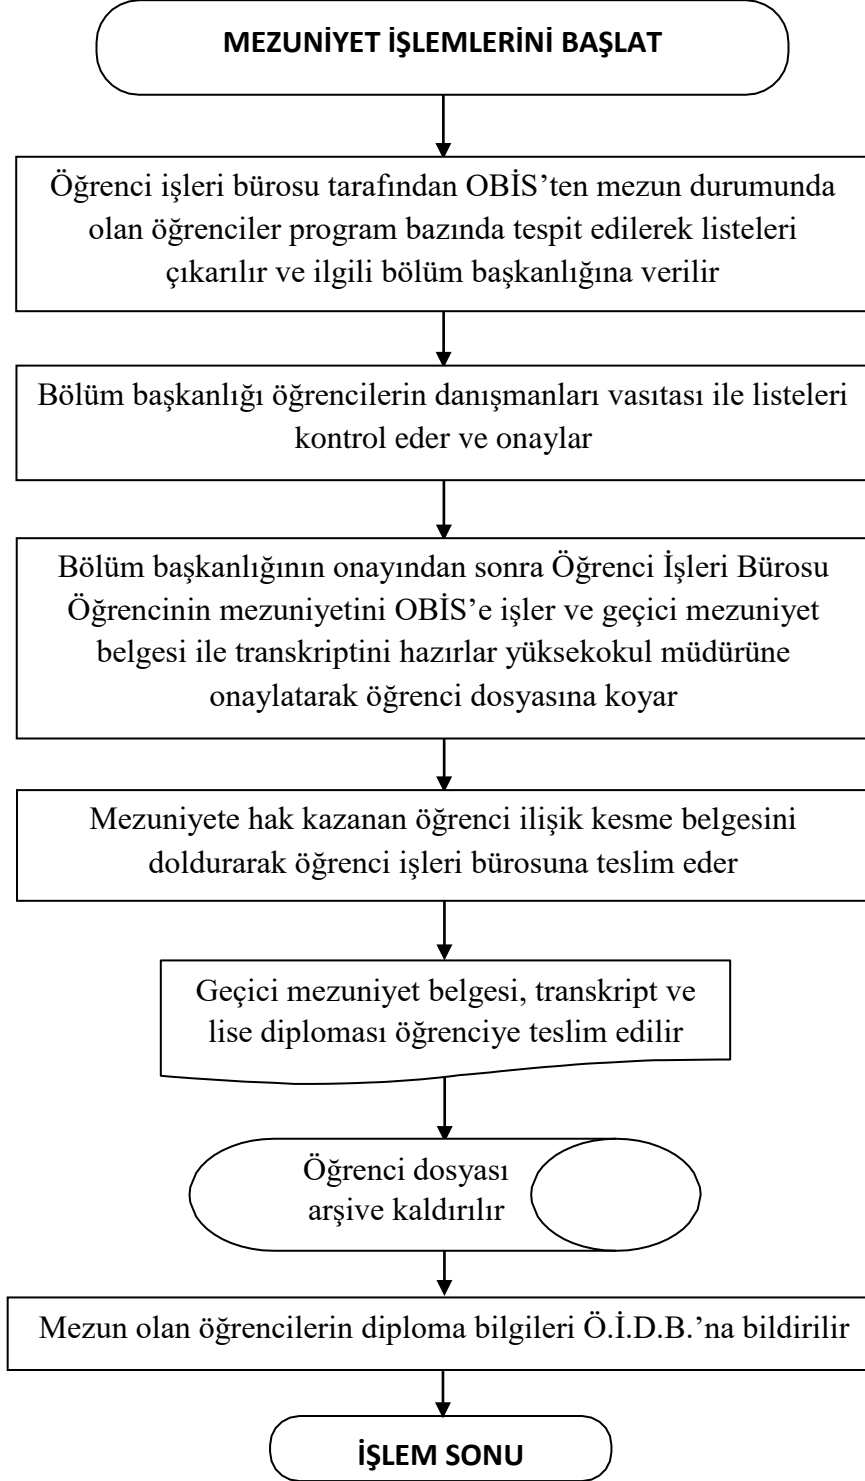 MEZUNİYET İŞLEMLERİNİ BAŞLAT
Öğrenci işleri bürosu tarafından OBİS’ten mezun durumunda
olan öğrenciler program bazında tespit edilerek listeleri
çıkarılır ve ilgili bölüm başkanlığına verilir
Bölüm başkanlığı öğrencilerin danışmanları vasıtası ile listeleri
kontrol eder ve onaylar
Bölüm başkanlığının onayından sonra Öğrenci İşleri Bürosu
Öğrencinin mezuniyetini OBİS’e işler ve geçici mezuniyet
belgesi ile transkriptini hazırlar yüksekokul müdürüne
onaylatarak öğrenci dosyasına koyar
Mezuniyete hak kazanan öğrenci ilişik kesme belgesini
doldurarak öğrenci işleri bürosuna teslim eder
Geçici mezuniyet belgesi, transkript ve
lise diploması öğrenciye teslim edilir
Öğrenci dosyası
arşive kaldırılır
Mezun olan öğrencilerin diploma bilgileri Ö.İ.D.B.’na bildirilir
İŞLEM SONU